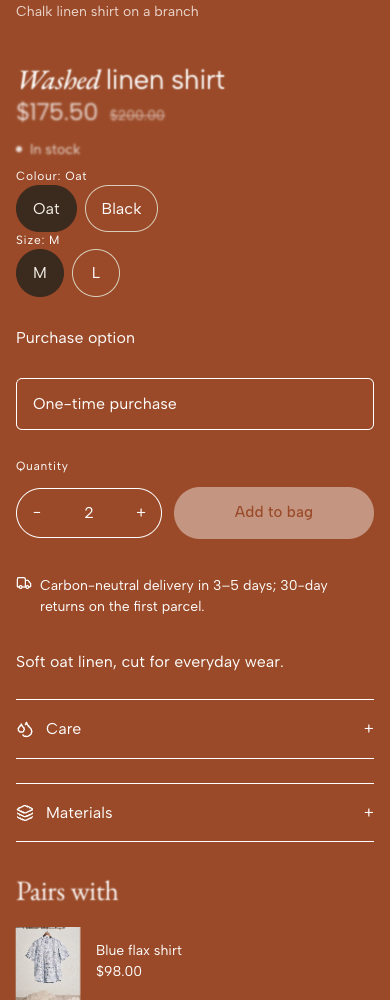 Chalk linen shirt on a branch
Washed linen shirt
$175.50 $200.00
In stock
Colour: Oat
Oat Black
Size: M
M L
Purchase option
One-time purchase
Quantity
- 2 +
Add to bag
Carbon-neutral delivery in 3–5 days; 30-day
returns on the first parcel.
Soft oat linen, cut for everyday wear.
Care +
Materials +
Pairs with
Blue flax shirt
$98.00